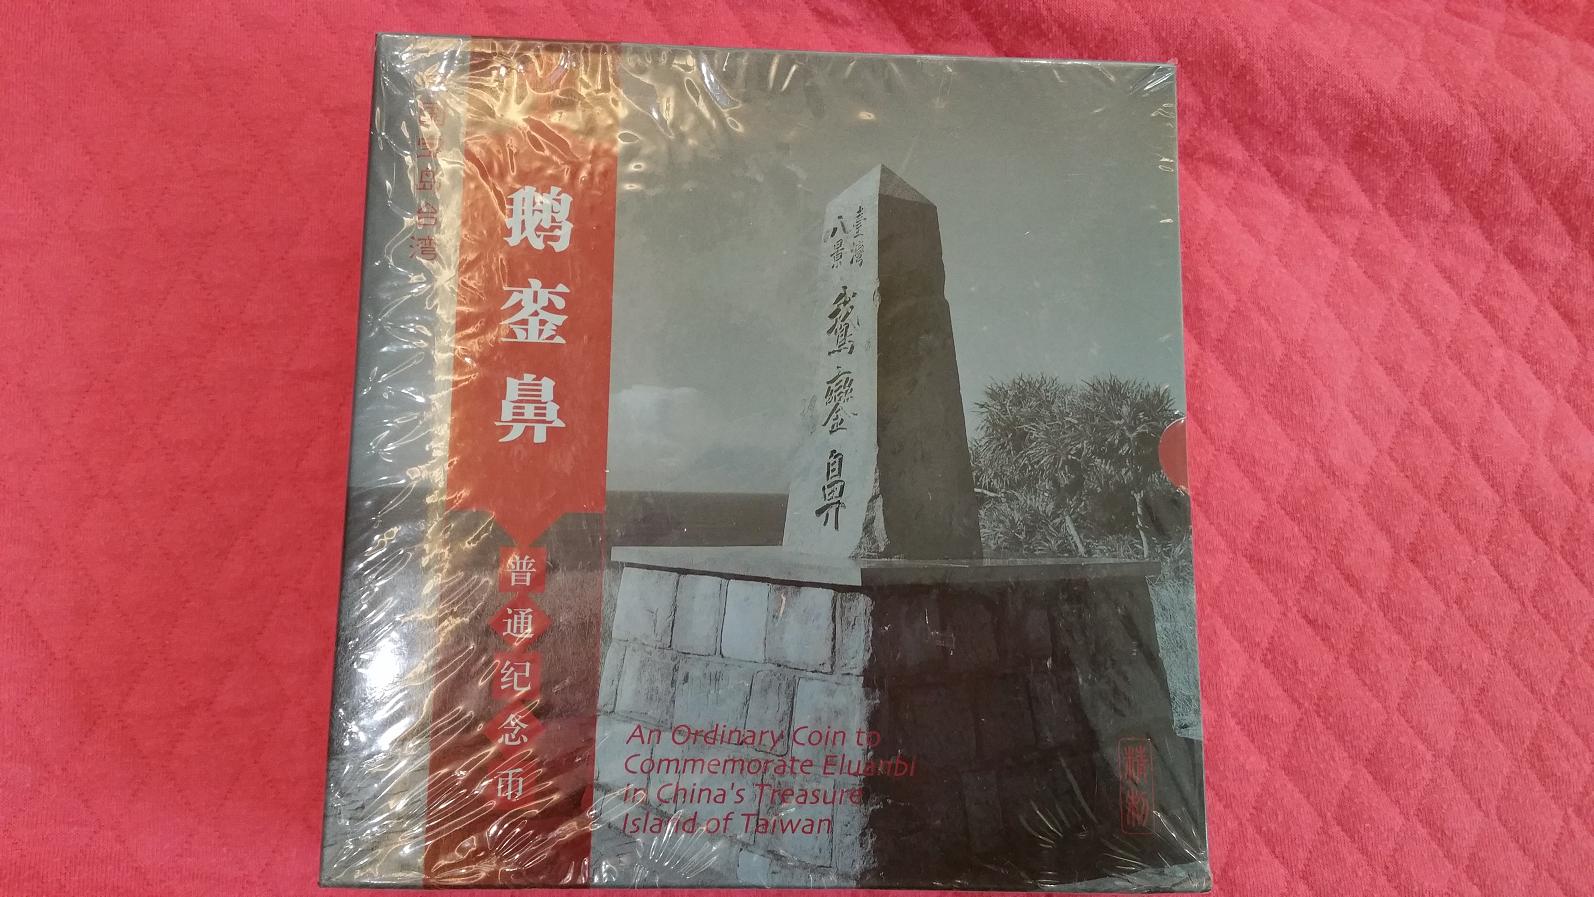 国宝岛台湾
鹅銮鼻
普通纪念币
臺灣
八景
鵝鑾鼻
An Ordinary Coin to
Commemorate Eluanbi
in China's Treasure
Island of Taiwan
精制